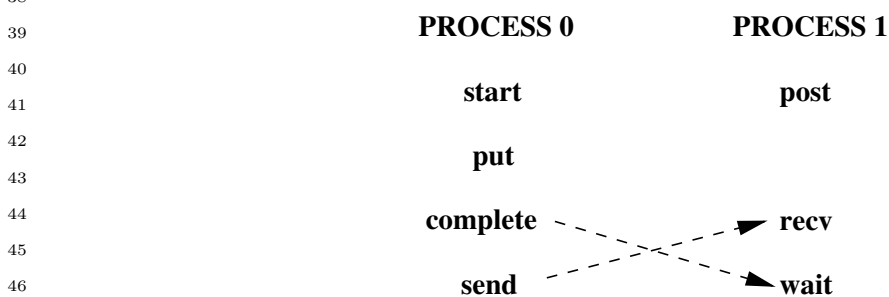 38
39 PROCESS 0 PROCESS 1
40
41 start post
42
put
43
44 complete recv
45
46 send wait